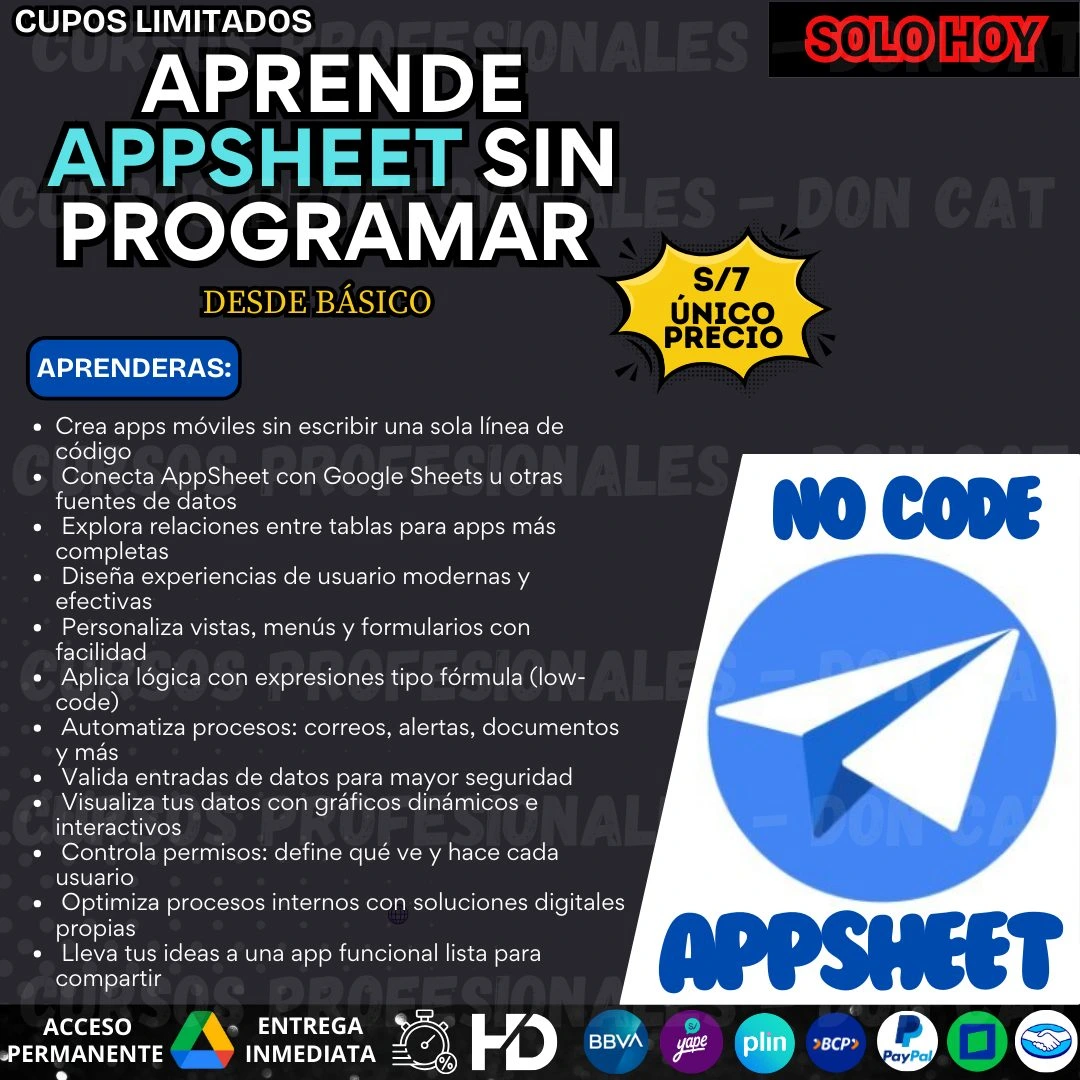 CUPOS LIMITADOS
SOLO HOY
CURSOS PROFESIONALES - DON CAT
APRENDE
APPSHEET SIN
PROGRAMAR
DESDE BÁSICO
S/7
ÚNICO
PRECIO
APRENDERAS:
• Crea apps móviles sin escribir una sola línea de
código
• Conecta AppSheet con Google Sheets u otras
fuentes de datos
• Explora relaciones entre tablas para apps más
completas
• Diseña experiencias de usuario modernas y
efectivas
• Personaliza vistas, menús y formularios con
facilidad
• Aplica lógica con expresiones tipo fórmula (low-
code)
• Automatiza procesos: correos, alertas, documentos
y más
• Valida entradas de datos para mayor seguridad
• Visualiza tus datos con gráficos dinámicos e
interactivos
• Controla permisos: define qué ve y hace cada
usuario
• Optimiza procesos internos con soluciones digitales
propias
• Lleva tus ideas a una app funcional lista para
compartir
NO CODE
APPSHEET
ACCESO
PERMANENTE
ENTREGA
INMEDIATA
%
HD
BBVA
S/
yape
plin
BCP
PayPal